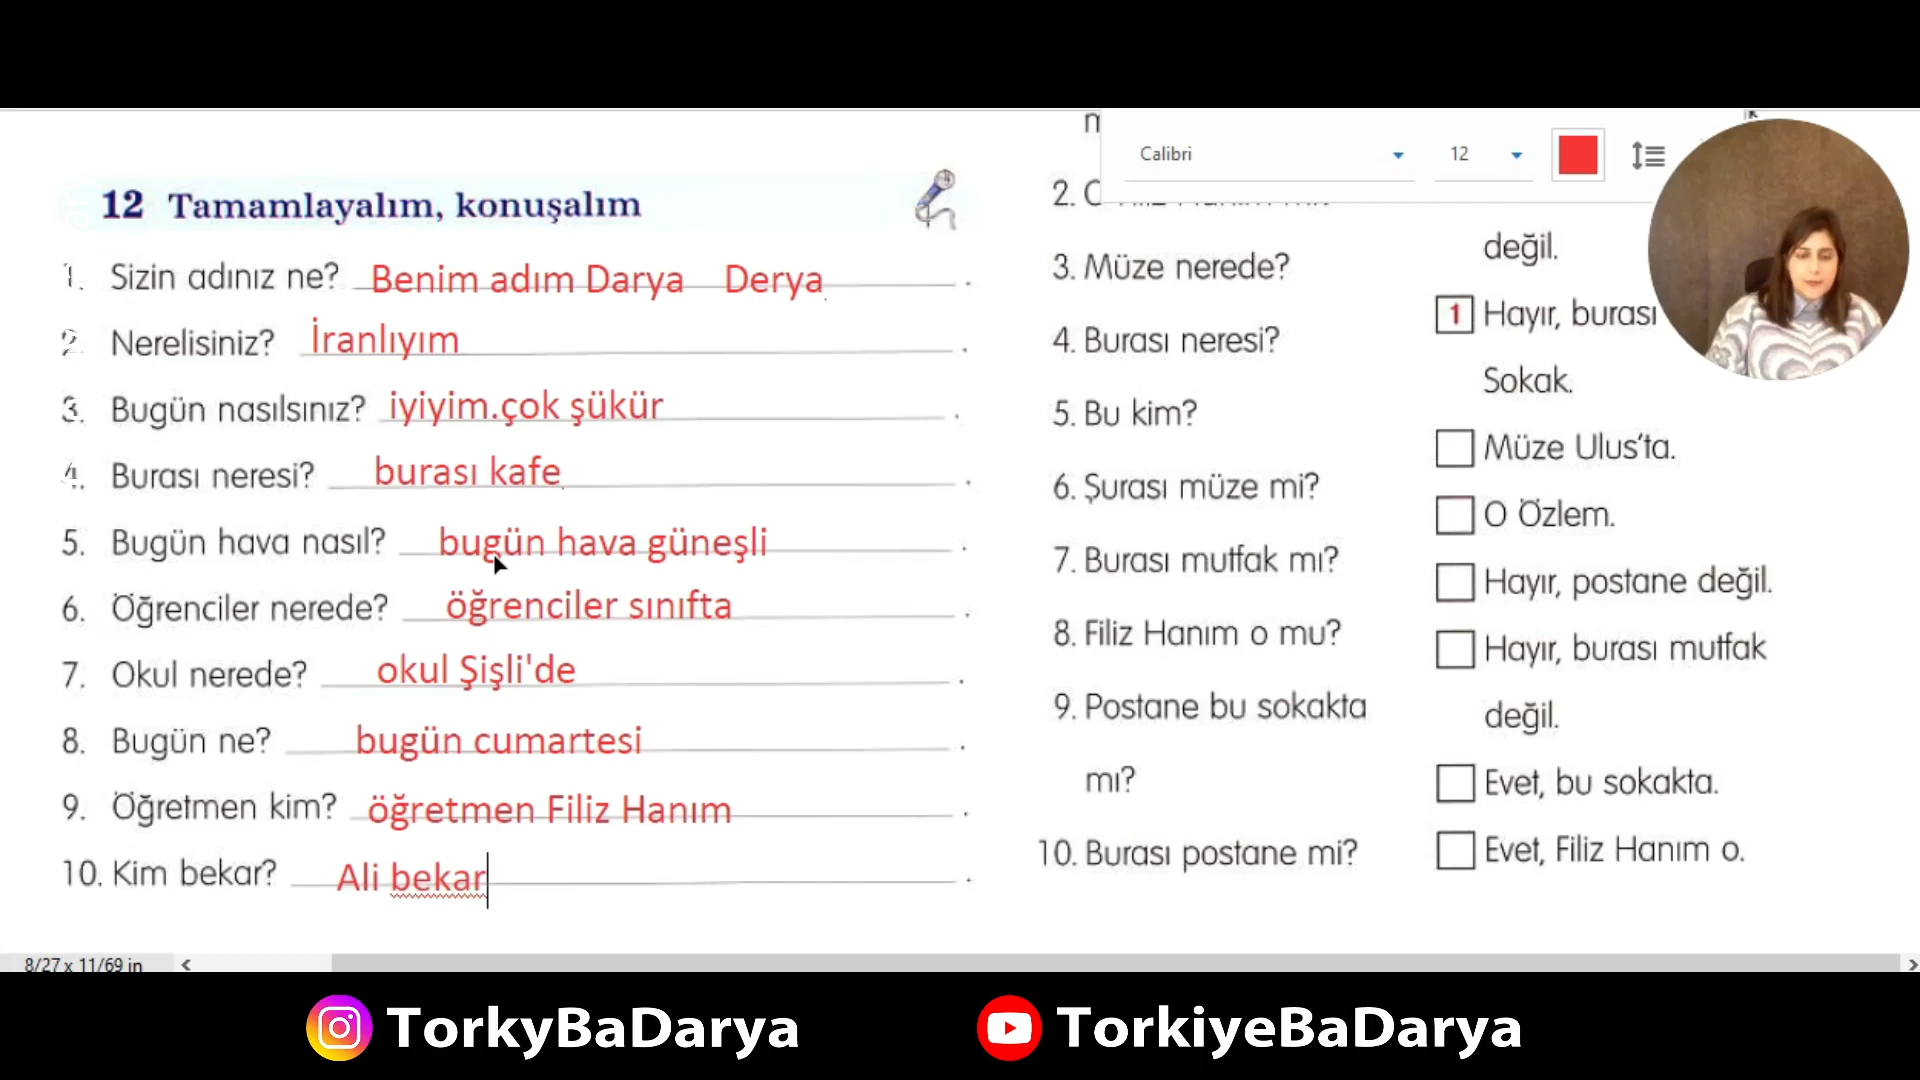 12 Tamamlayalım, konuşalım
1. Sizin adınız ne? Benim adım Darya Derya .
2. Nerelisiniz? İranlıyım .
3. Bugün nasılsınız? iyiyim.çok şükür .
4. Burası neresi? burası kafe .
5. Bugün hava nasıl? bugün hava güneşli .
6. Öğrenciler nerede? öğrenciler sınıfta .
7. Okul nerede? okul Şişli'de .
8. Bugün ne? bugün cumartesi .
9. Öğretmen kim? öğretmen Filiz Hanım .
10. Kim bekar? Ali bekar .
Calibri 12
2.
3. Müze nerede?
4. Burası neresi?
5. Bu kim?
6. Şurası müze mi?
7. Burası mutfak mı?
8. Filiz Hanım o mu?
9. Postane bu sokakta
mı?
10. Burası postane mi?
değil.
1 Hayır, burası
Sokak.
Müze Ulus'ta.
O Özlem.
Hayır, postane değil.
Hayır, burası mutfak
değil.
Evet, bu sokakta.
Evet, Filiz Hanım o.
8/27 x 11/69 in
TorkyBaDarya
TorkiyeBaDarya